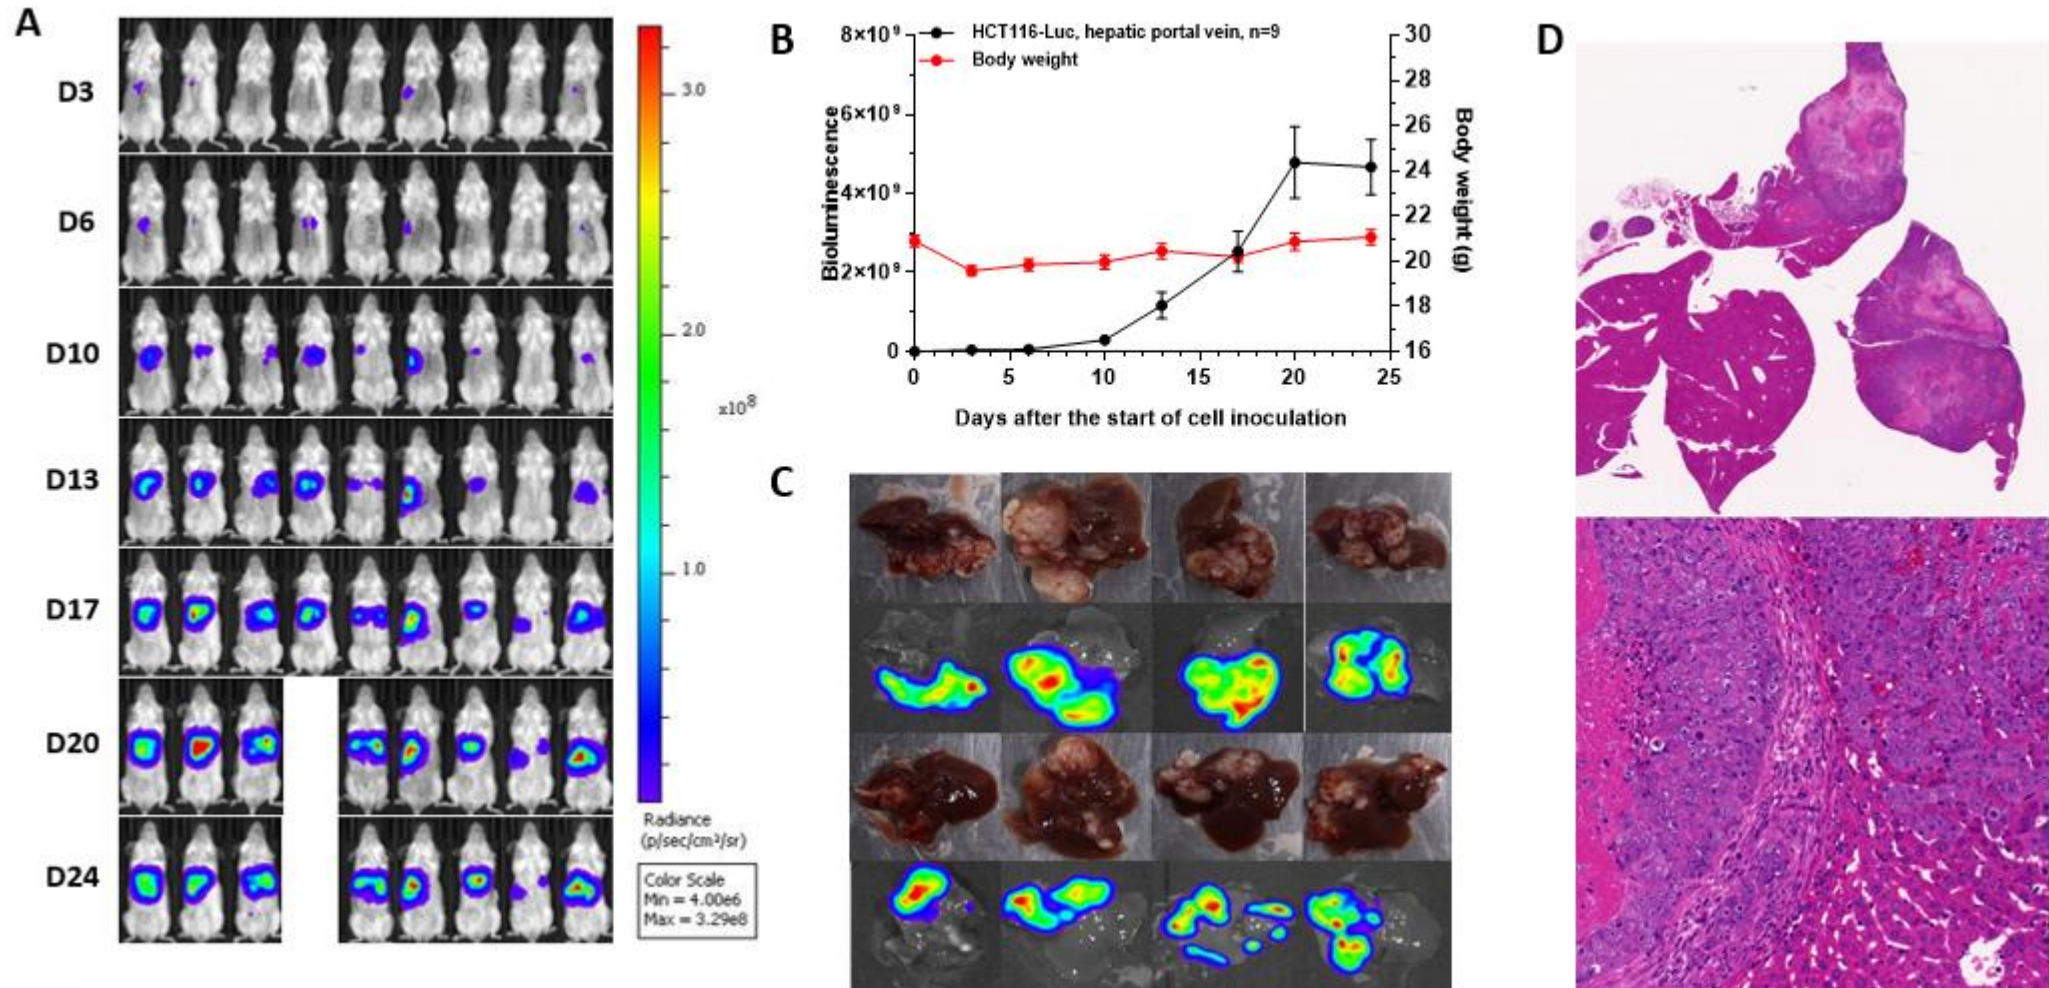 A
D3
D6
D10
D13
D17
D20
D24
3.0
2.0
x10⁸
1.0
Radiance
(p/sec/cm²/sr)
Color Scale
Min = 4.00e6
Max = 3.29e8
B
HCT116-Luc, hepatic portal vein, n=9
Body weight
8×10⁹
6×10⁹
4×10⁹
2×10⁹
0
Bioluminescence
30
28
26
24
22
20
18
16
Body weight (g)
0 5 10 15 20 25
Days after the start of cell inoculation
C
D